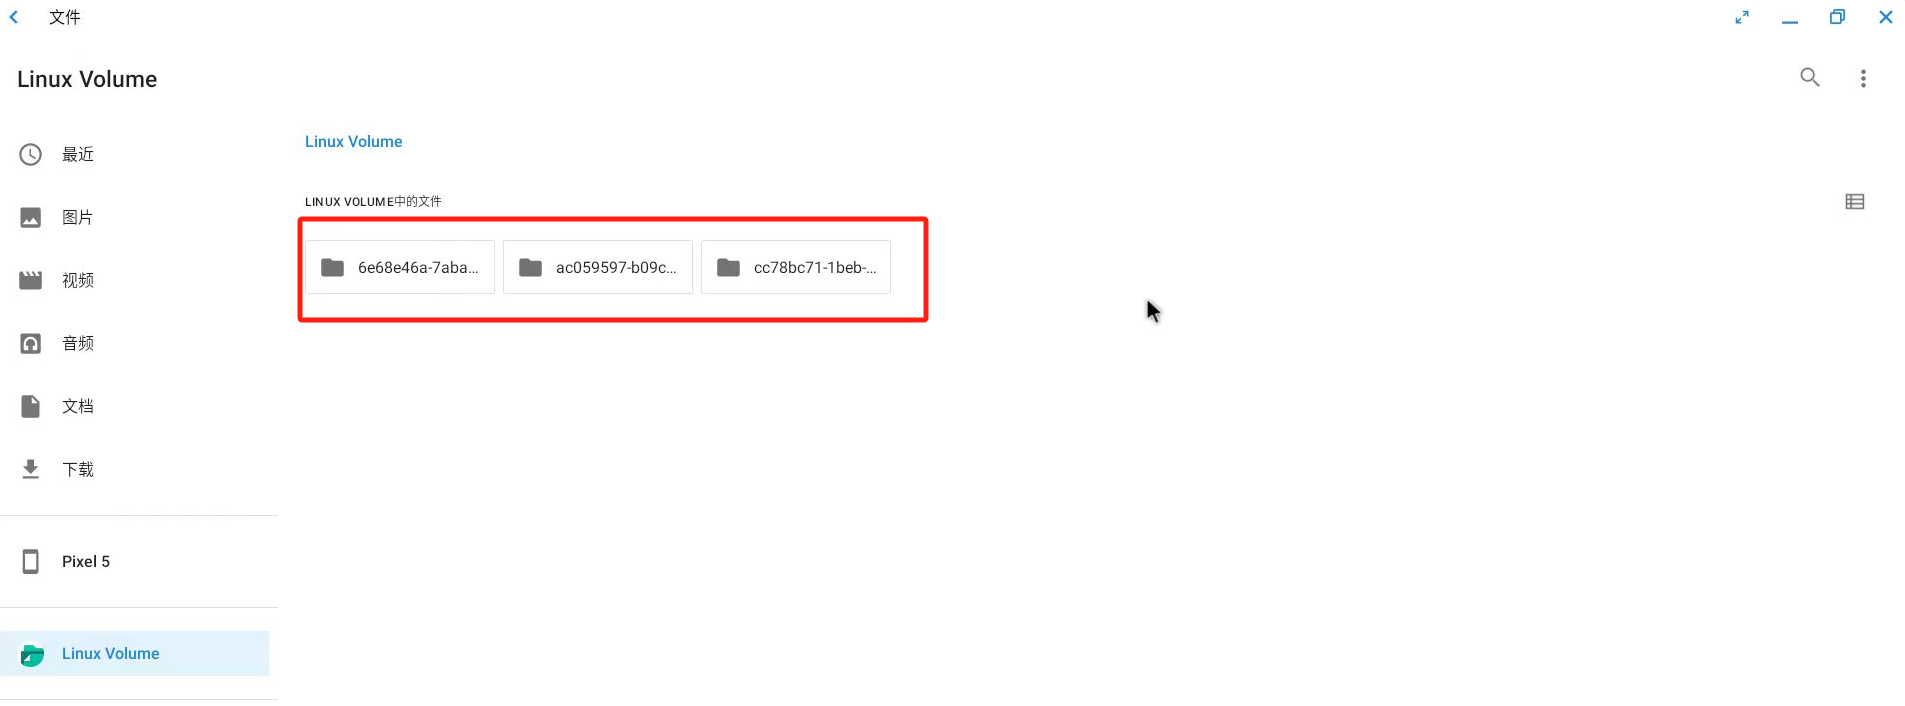 文件
Linux Volume
最近
图片
视频
音频
文档
下载
Pixel 5
Linux Volume
Linux Volume
LINUX VOLUME中的文件
6e68e46a-7aba...
ac059597-b09c...
cc78bc71-1beb-...